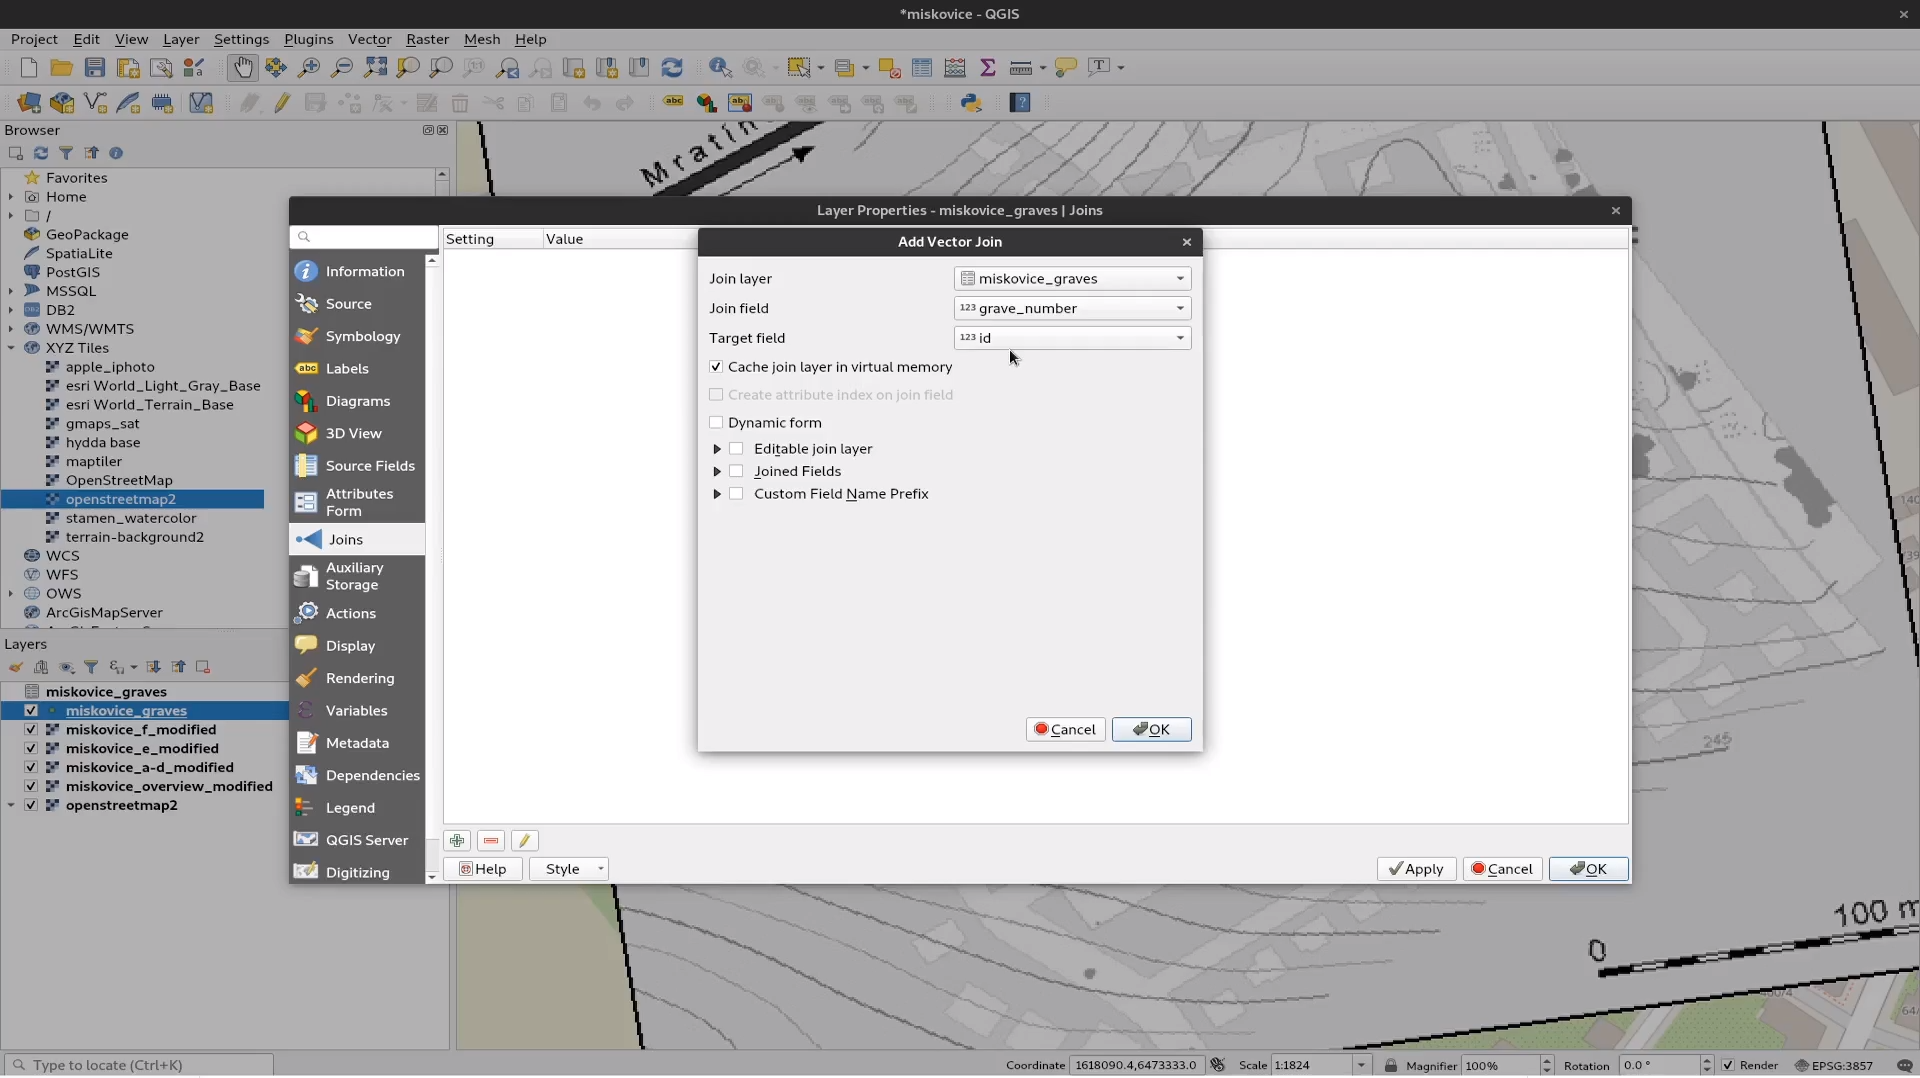 *miskovice - QGIS
Project Edit View Layer Settings Plugins Vector Raster Mesh Help
Browser
Favorites
Home
/
GeoPackage
SpatiaLite
PostGIS
MSSQL
DB2
WMS/WMTS
XYZ Tiles
apple_iphoto
esri World_Light_Gray_Base
esri World_Terrain_Base
gmaps_sat
hydda base
maptiler
OpenStreetMap
openstreetmap2
stamen_watercolor
terrain-background2
WCS
WFS
OWS
ArcGisMapServer
Layers
miskovice_graves
miskovice_graves
miskovice_f_modified
miskovice_e_modified
miskovice_a-d_modified
miskovice_overview_modified
openstreetmap2
Layer Properties - miskovice_graves | Joins
Information
Source
Symbology
Labels
Diagrams
3D View
Source Fields
Attributes
Form
Joins
Auxiliary
Storage
Actions
Display
Rendering
Variables
Metadata
Dependencies
Legend
QGIS Server
Digitizing
Setting Value
Add Vector Join
Join layer miskovice_graves
Join field 123 grave_number
Target field 123 id
Cache join layer in virtual memory
Create attribute index on join field
Dynamic form
Editable join layer
Joined Fields
Custom Field Name Prefix
Cancel OK
Help Style Apply Cancel OK
245
0 100 m
Type to locate (Ctrl+K) Coordinate 1618090.4,6473333.0 Scale 1:1824 Magnifier 100% Rotation 0.0 ° Render EPSG:3857